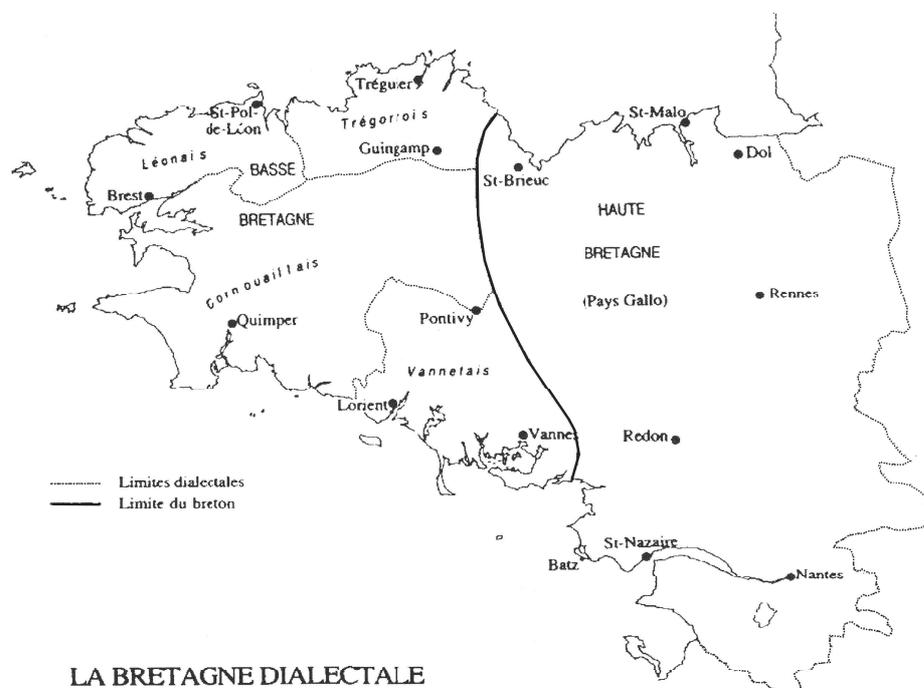 Tréguier
St-Pol-
de-Léon
Trégorrois
St-Malo
Léonais
Guingamp
Dol
BASSE
St-Brieuc
Brest
HAUTE
BRETAGNE
BRETAGNE
Cornouaillais
(Pays Gallo)
Rennes
Pontivy
Quimper
Vannetais
Lorient
Vannes
Redon
Limites dialectales
Limite du breton
St-Nazaire
Batz
Nantes
LA BRETAGNE DIALECTALE